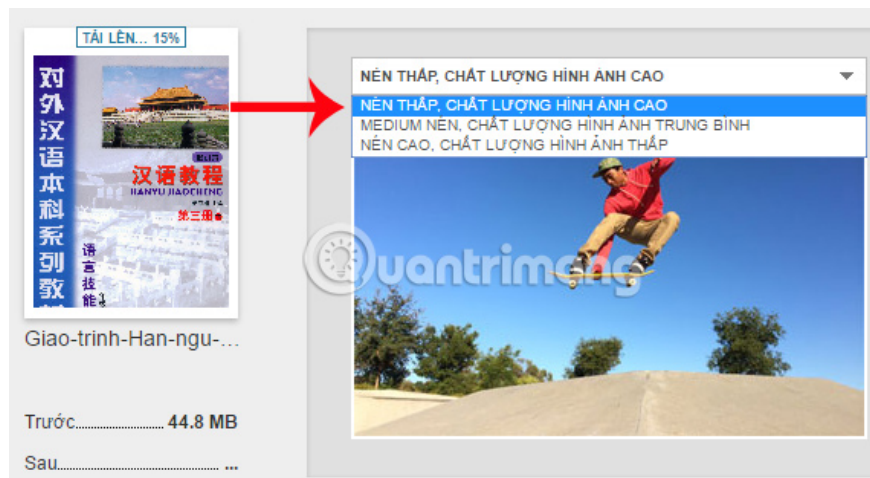 TẢI LÊN... 15%
对外汉语本科系列教
汉语教程
HANYU JIAOCHENG
第三册
语言技能
Giao-trinh-Han-ngu-...
Trước 44.8 MB
Sau ...
NÉN THẤP, CHẤT LƯỢNG HÌNH ẢNH CAO
NÉN THẤP, CHẤT LƯỢNG HÌNH ẢNH CAO
MEDIUM NÉN, CHẤT LƯỢNG HÌNH ẢNH TRUNG BÌNH
NÉN CAO, CHẤT LƯỢNG HÌNH ẢNH THẤP
Quantrimang